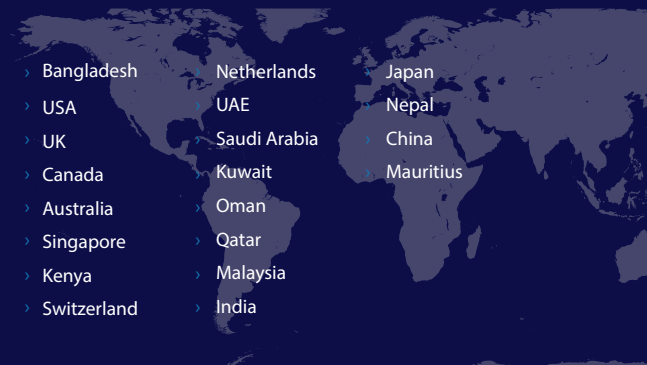 Bangladesh
USA
UK
Canada
Australia
Singapore
Kenya
Switzerland
Netherlands
UAE
Saudi Arabia
Kuwait
Oman
Qatar
Malaysia
India
Japan
Nepal
China
Mauritius